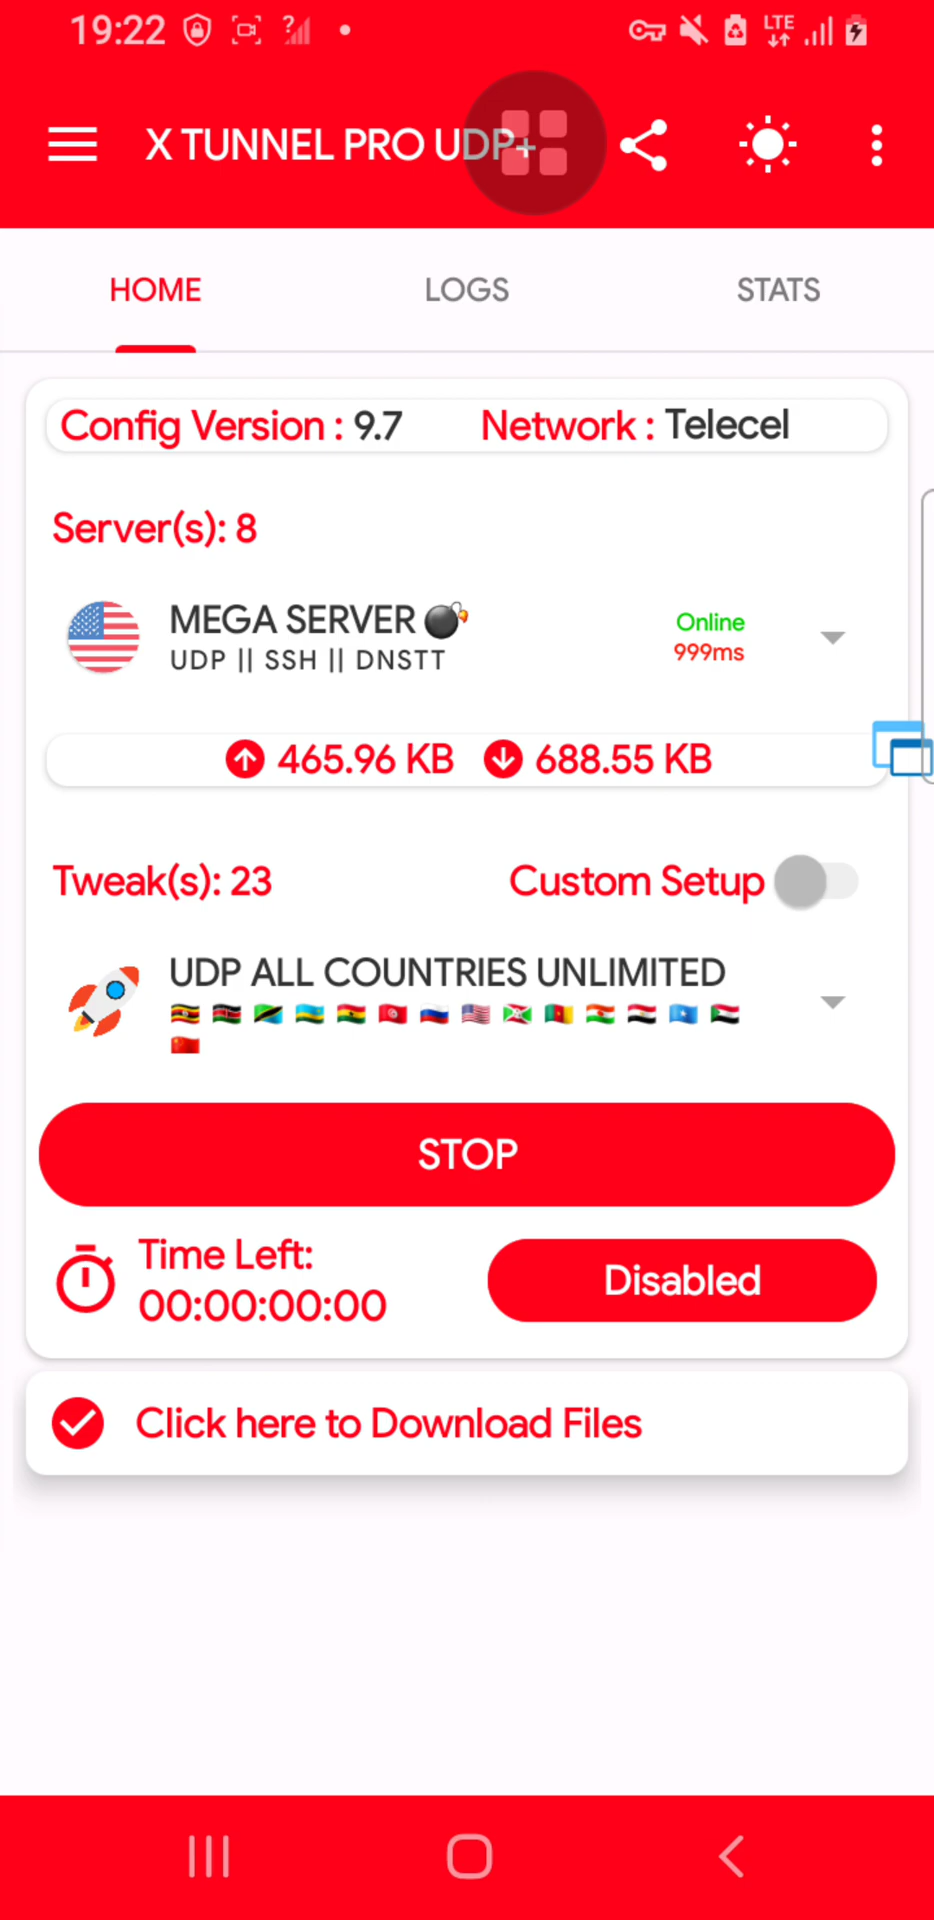 19:22
LTE
X TUNNEL PRO UDP+
HOME
LOGS
STATS
Config Version : 9.7
Network : Telecel
Server(s): 8
MEGA SERVER
UDP || SSH || DNSTT
Online
999ms
465.96 KB
688.55 KB
Tweak(s): 23
Custom Setup
UDP ALL COUNTRIES UNLIMITED
STOP
Time Left:
00:00:00:00
Disabled
Click here to Download Files